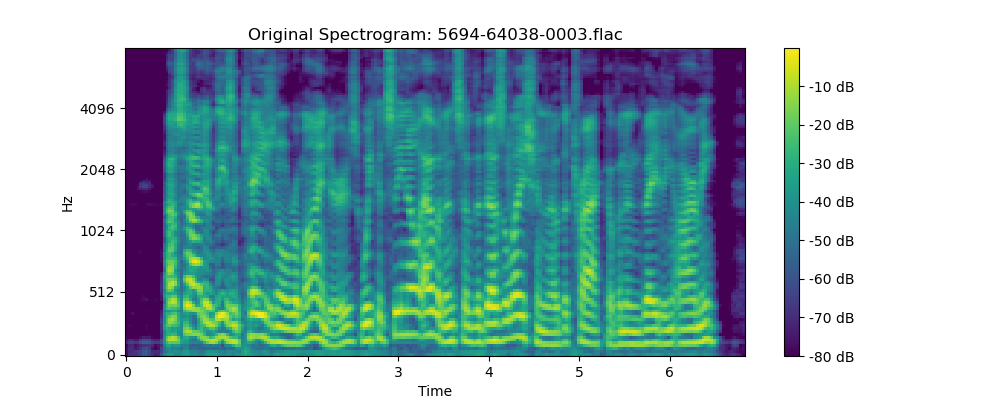 Original Spectrogram: 5694-64038-0003.flac
Hz
4096
2048
1024
512
0
0 1 2 3 4 5 6
Time
-10 dB
-20 dB
-30 dB
-40 dB
-50 dB
-60 dB
-70 dB
-80 dB